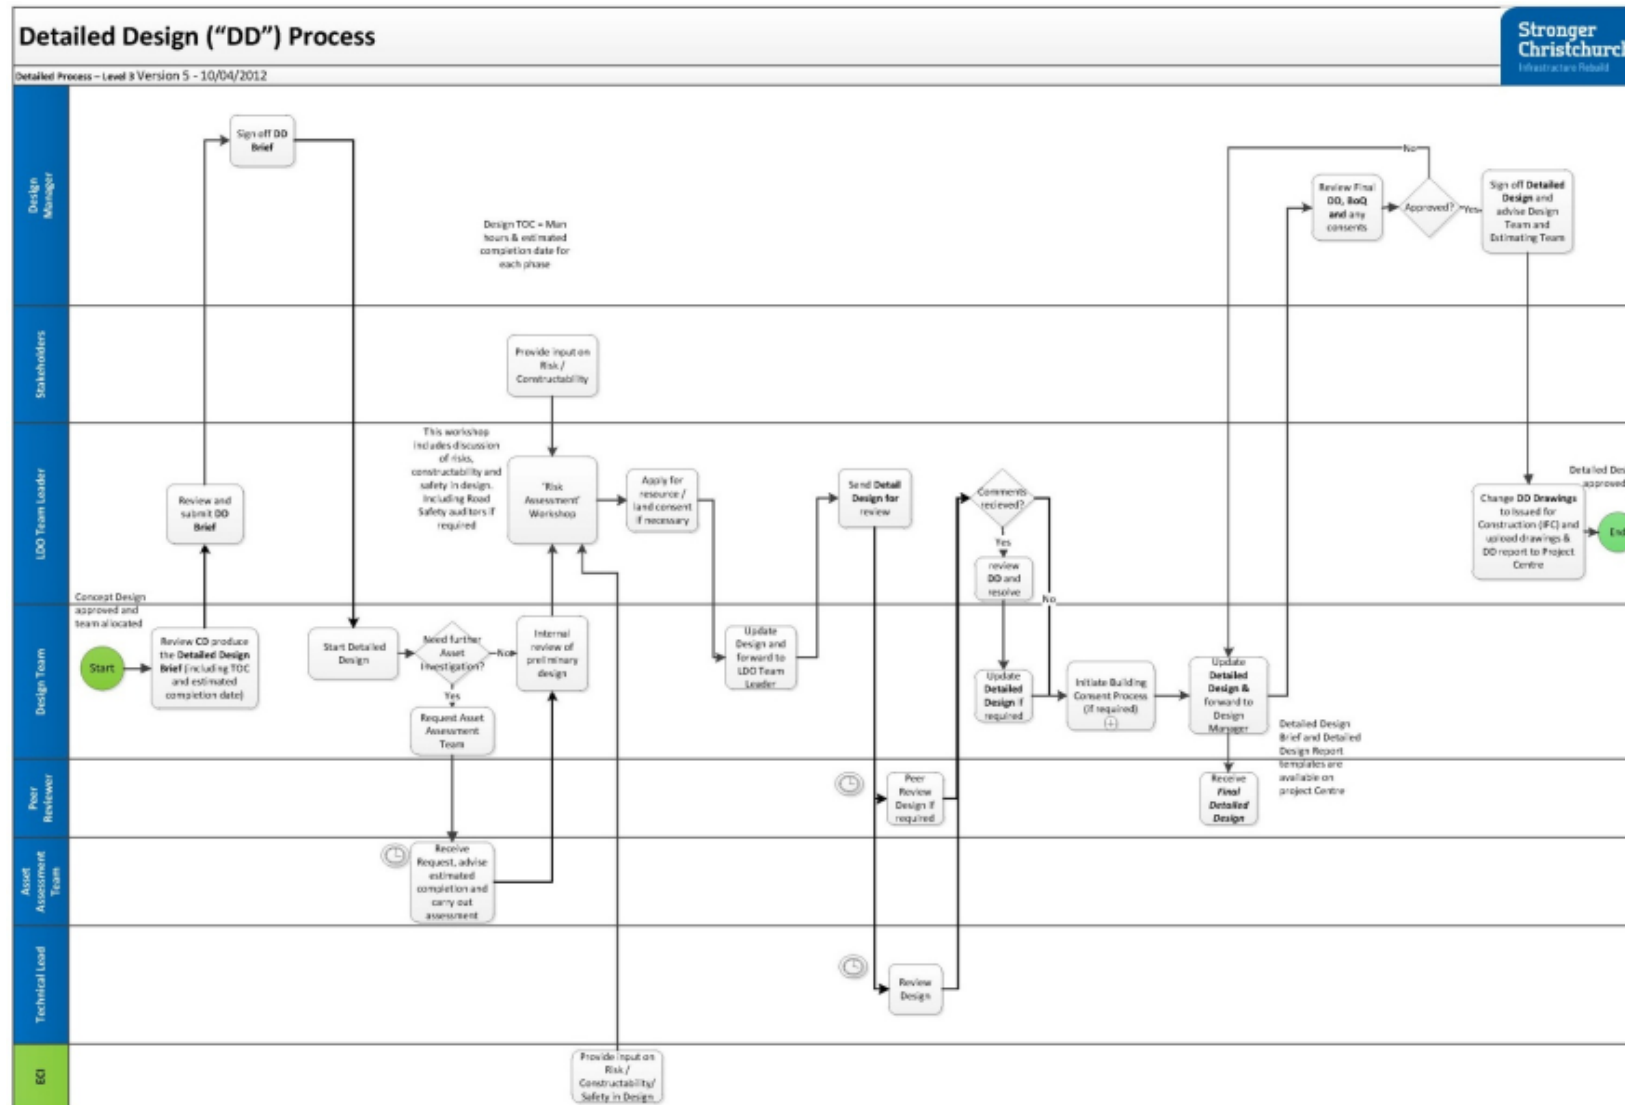 Detailed Design (“DD”) Process
Stronger
Christchurch
Infrastructure Rebuild
Detailed Process – Level 3 Version 5 - 10/04/2012
Design
Manager
Sign off DD
Brief
Design TOC = Man
hours & estimated
completion date for
each phase
No
Review Final
DD, BoQ
and any
consents
Approved?
Yes
Sign off Detailed
Design and
advise Design
Team and
Estimating Team
Stakeholders
Provide input on
Risk /
Constructability
LDO Team Leader
Review and
submit DD
Brief
This workshop
includes discussion
of risks,
constructability and
safety in design.
Including Road
Safety auditors if
required
'Risk
Assessment'
Workshop
Apply for
resource /
land consent
if necessary
Send Detail
Design for
review
Comments
recieved?
Yes
review
DD and
resolve
No
Change DD Drawings
to Issued for
Construction (IFC) and
upload drawings &
DD report to Project
Centre
Detailed Des
approved
End
Design Team
Concept Design
approved and
team allocated
Start
Review CD produce
the Detailed Design
Brief (including TOC
and estimated
completion date)
Start Detailed
Design
Need further
Asset
Investigation?
No
Yes
Request Asset
Assessment
Team
Internal
review of
preliminary
design
Update
Design and
forward to
LDO Team
Leader
Update
Detailed
Design if
required
Initiate Building
Consent Process
(if required)
Update
Detailed
Design &
forward to
Design
Manager
Detailed Design
Brief and Detailed
Design Report
templates are
available on
project Centre
Peer
Reviewer
Peer
Review
Design if
required
Receive
Final
Detailed
Design
Asset
Assessment
Team
Receive
Request, advise
estimated
completion and
carry out
assessment
Technical Lead
Review
Design
ECI
Provide input on
Risk /
Constructability/
Safety in Design